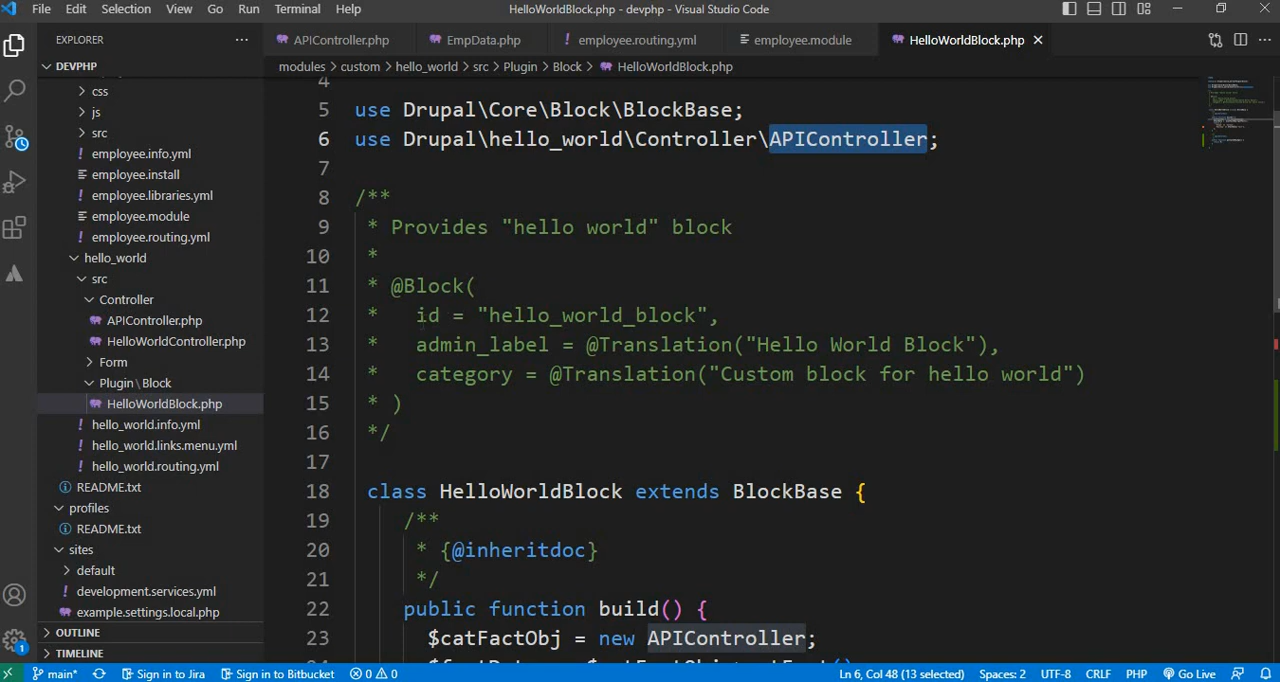 File Edit Selection View Go Run Terminal Help HelloWorldBlock.php - devphp - Visual Studio Code
EXPLORER
APIController.php EmpData.php ! employee.routing.yml employee.module HelloWorldBlock.php
DEVPHP
modules > custom > hello_world > src > Plugin > Block > HelloWorldBlock.php
css
js
src
employee.info.yml
employee.install
employee.libraries.yml
employee.module
employee.routing.yml
hello_world
src
Controller
APIController.php
HelloWorldController.php
Form
Plugin\Block
HelloWorldBlock.php
hello_world.info.yml
hello_world.links.menu.yml
hello_world.routing.yml
README.txt
profiles
README.txt
sites
default
development.services.yml
example.settings.local.php
OUTLINE
TIMELINE
4
5 use Drupal\Core\Block\BlockBase;
6 use Drupal\hello_world\Controller\APIController;
7
8 /**
9 * Provides "hello world" block
10 *
11 * @Block(
12 * id = "hello_world_block",
13 * admin_label = @Translation("Hello World Block"),
14 * category = @Translation("Custom block for hello world")
15 * )
16 */
17
18 class HelloWorldBlock extends BlockBase {
19 /**
20 * {@inheritdoc}
21 */
22 public function build() {
23 $catFactObj = new APIController;
main* Sign in to Jira Sign in to Bitbucket 0 0 Ln 6, Col 48 (13 selected) Spaces: 2 UTF-8 CRLF PHP Go Live
1